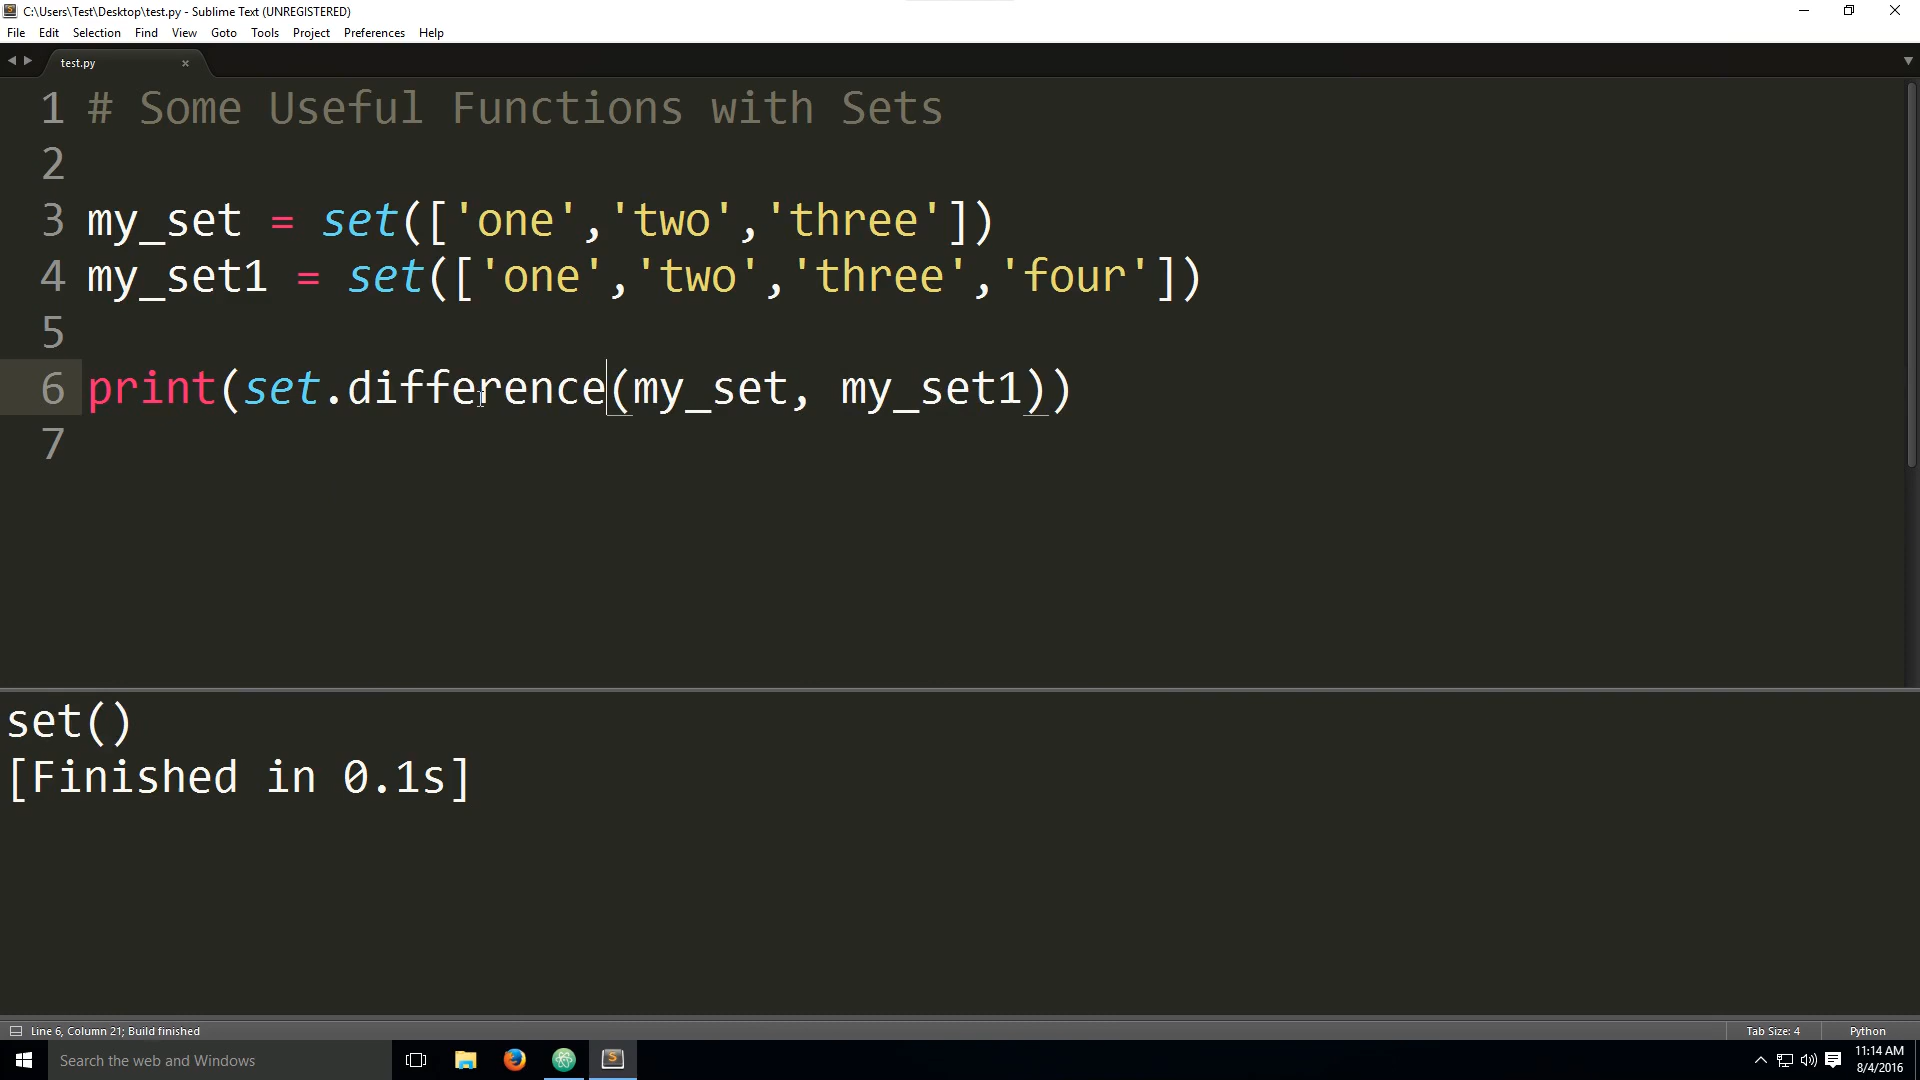 C:\Users\Test\Desktop\test.py - Sublime Text (UNREGISTERED)
File Edit Selection Find View Goto Tools Project Preferences Help
test.py
1 # Some Useful Functions with Sets
2
3 my_set = set(['one','two','three'])
4 my_set1 = set(['one','two','three','four'])
5
6 print(set.difference(my_set, my_set1))
7
set()
[Finished in 0.1s]
Line 6, Column 21; Build finished Tab Size: 4 Python
Search the web and Windows
11:14 AM
8/4/2016